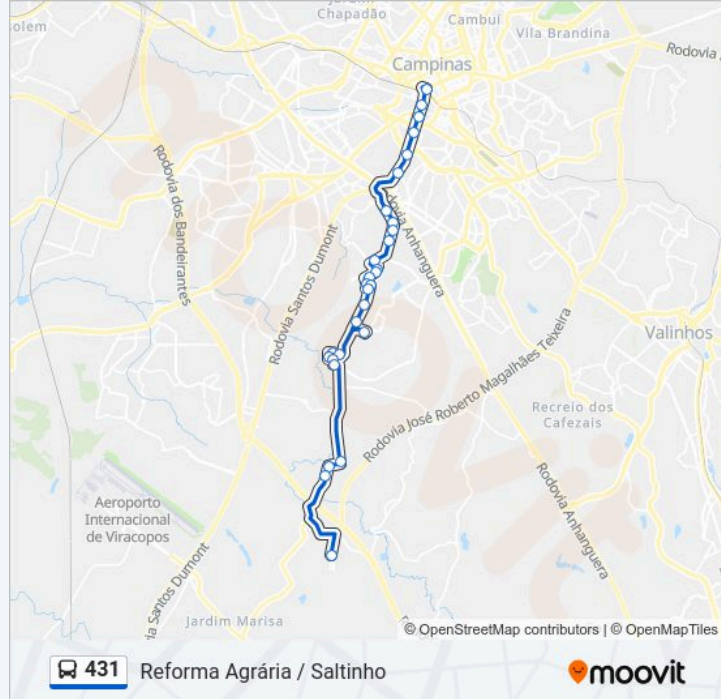 Jardim
Chapadão
Cambuí
Vila Brandina
Campinas
Rodovia
Rodovia dos Bandeirantes
Rodovia Santos Dumont
Rodovia Anhanguera
Valinhos
Rodovia José Roberto Magalhães Teixeira
Recreio dos
Cafezais
Rodovia Anhanguera
Aeroporto
Internacional
de Viracopos
Santos Dumont
Jardim Marisa
© OpenStreetMap contributors | © OpenMapTiles
431 Reforma Agrária / Saltinho
moovit